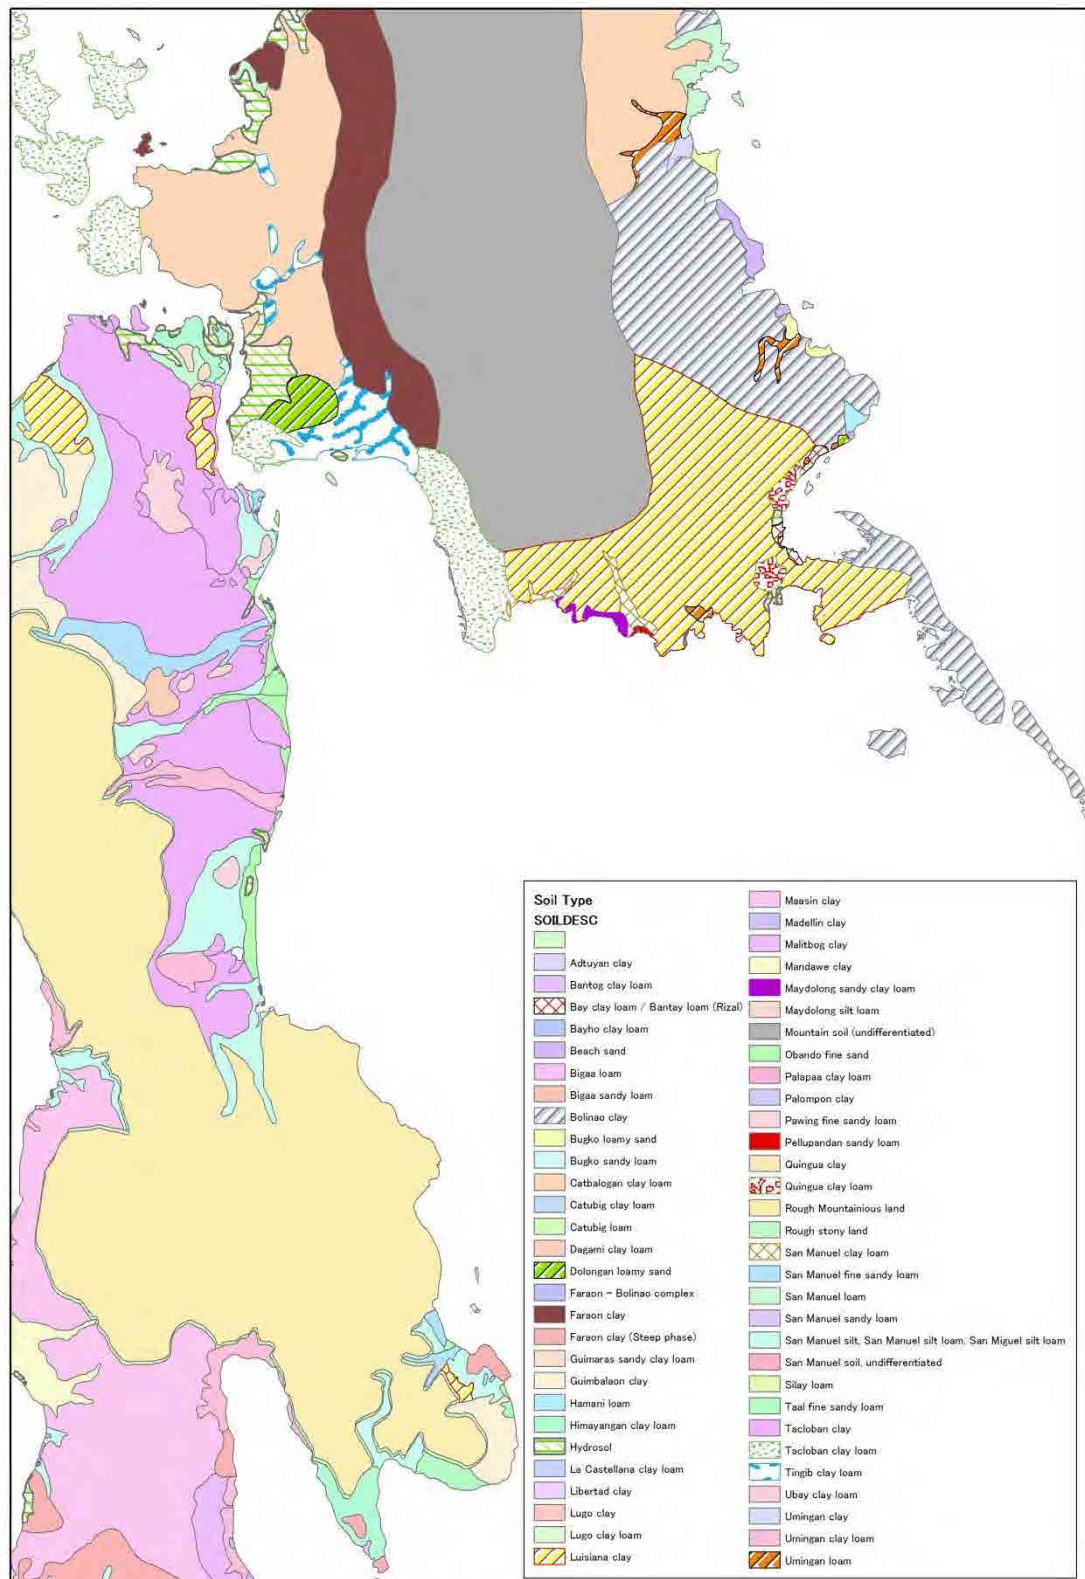 Soil Type
SOILDESC
Adtuyan clay
Bantog clay loam
Bay clay loam / Bantay loam (Rizal)
Bayho clay loam
Beach sand
Bigaa loam
Bigaa sandy loam
Bolinao clay
Bugko loamy sand
Bugko sandy loam
Catbalogan clay loam
Catubig clay loam
Catubig loam
Dagami clay loam
Dolongan loamy sand
Faraon - Bolinao complex
Faraon clay
Faraon clay (Steep phase)
Guimaras sandy clay loam
Guimbalaon clay
Hamani loam
Himayangan clay loam
Hydrosol
La Castellana clay loam
Libertad clay
Lugo clay
Lugo clay loam
Luisiana clay
Maasin clay
Madellin clay
Malitbog clay
Mandawe clay
Maydolong sandy clay loam
Maydolong silt loam
Mountain soil (undifferentiated)
Obando fine sand
Palapaa clay loam
Palompon clay
Pawing fine sandy loam
Pellupandan sandy loam
Quingua clay
Quingua clay loam
Rough Mountainious land
Rough stony land
San Manuel clay loam
San Manuel fine sandy loam
San Manuel loam
San Manuel sandy loam
San Manuel silt, San Manuel silt loam, San Miguel silt loam
San Manuel soil, undifferentiated
Silay loam
Taal fine sandy loam
Tacloban clay
Tacloban clay loam
Tingib clay loam
Ubay clay loam
Umingan clay
Umingan clay loam
Umingan loam